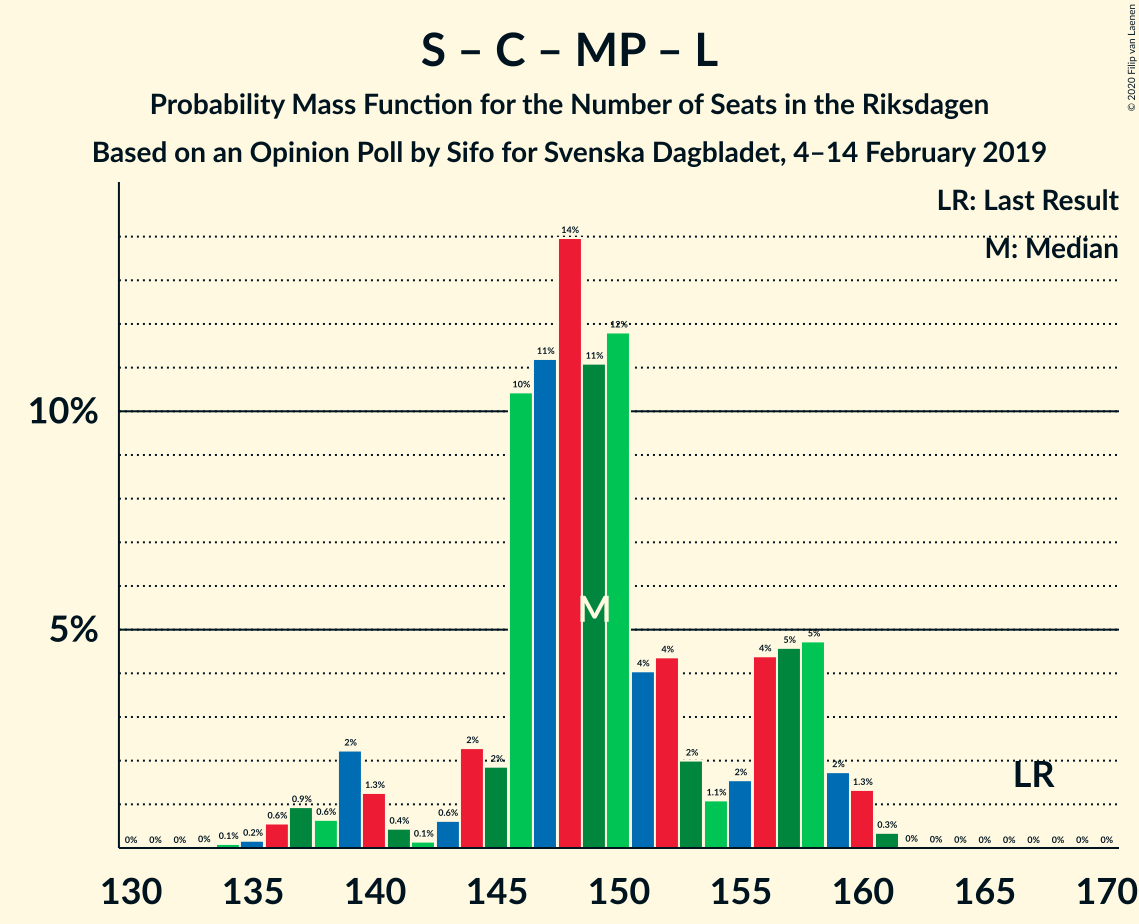 S – C – MP – L
Probability Mass Function for the Number of Seats in the Riksdagen
Based on an Opinion Poll by Sifo for Svenska Dagbladet, 4–14 February 2019
© 2020 Filip van Laenen
LR: Last Result
M: Median
10%
5%
0% 0% 0% 0% 0.1% 0.2% 0.6% 0.9% 0.6% 2% 1.3% 0.4% 0.1% 0.6% 2% 2% 10% 11% 14% 11% 12% 4% 4% 2% 1.1% 2% 4% 5% 5% 2% 1.3% 0.3% 0% 0% 0% 0% 0% 0% 0% 0% 0%
M
LR
130 135 140 145 150 155 160 165 170